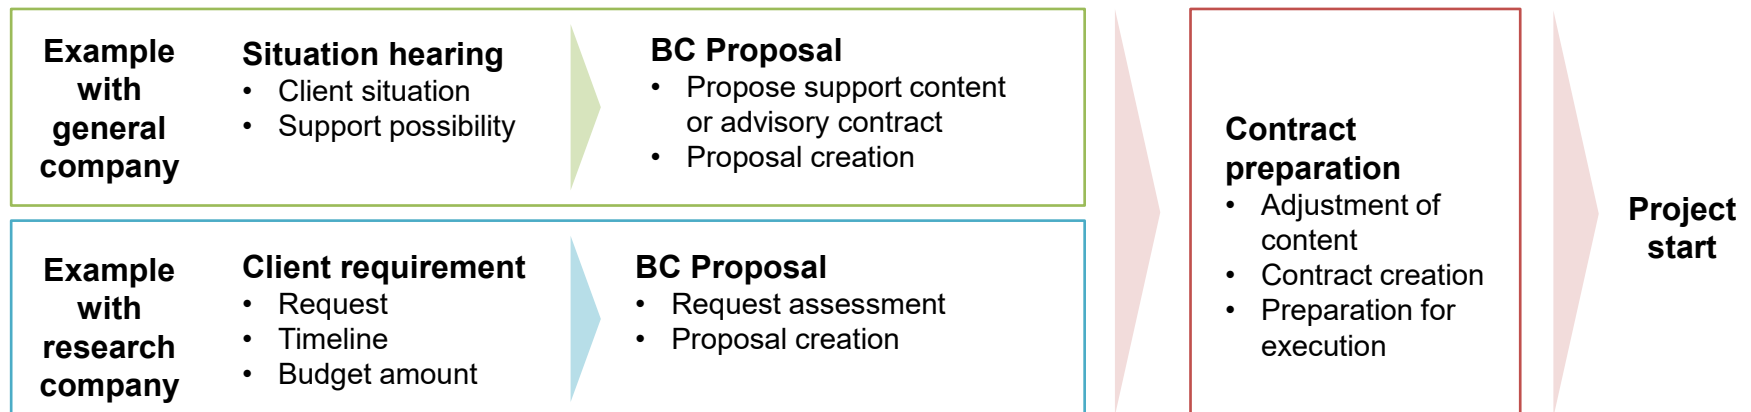 Example
with
general
company
Situation hearing
• Client situation
• Support possibility
BC Proposal
• Propose support content
or advisory contract
• Proposal creation
Example
with
research
company
Client requirement
• Request
• Timeline
• Budget amount
BC Proposal
• Request assessment
• Proposal creation
Contract
preparation
• Adjustment of
content
• Contract creation
• Preparation for
execution
Project
start